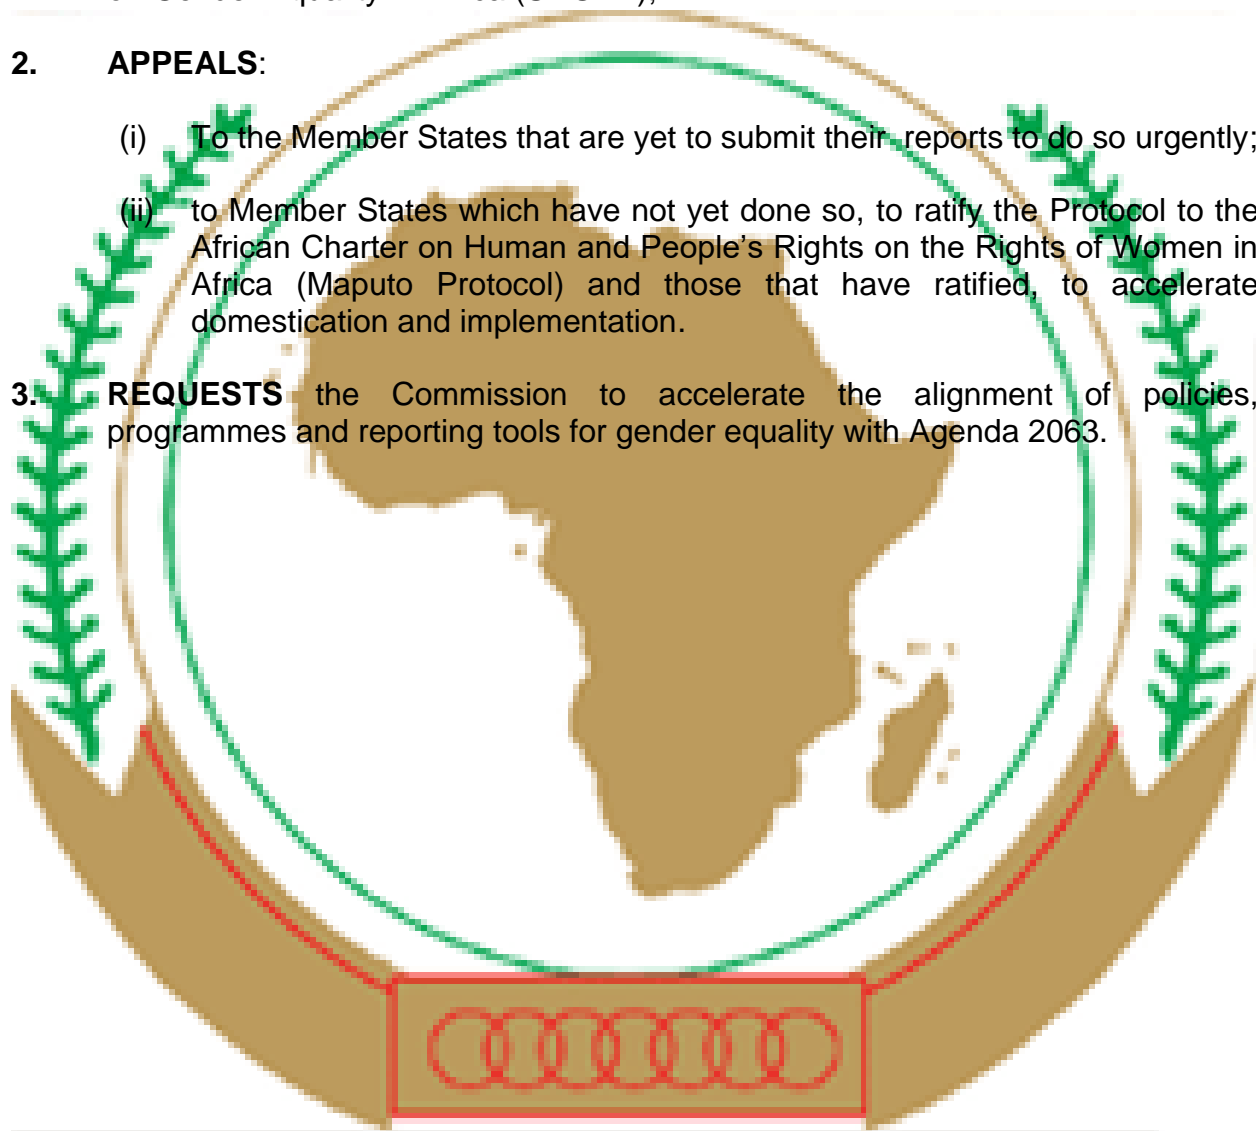 2. APPEALS:
(i) To the Member States that are yet to submit their reports to do so urgently;
(ii) to Member States which have not yet done so, to ratify the Protocol to the
African Charter on Human and People's Rights on the Rights of Women in
Africa (Maputo Protocol) and those that have ratified, to accelerate
domestication and implementation.
3. REQUESTS the Commission to accelerate the alignment of policies,
programmes and reporting tools for gender equality with Agenda 2063.